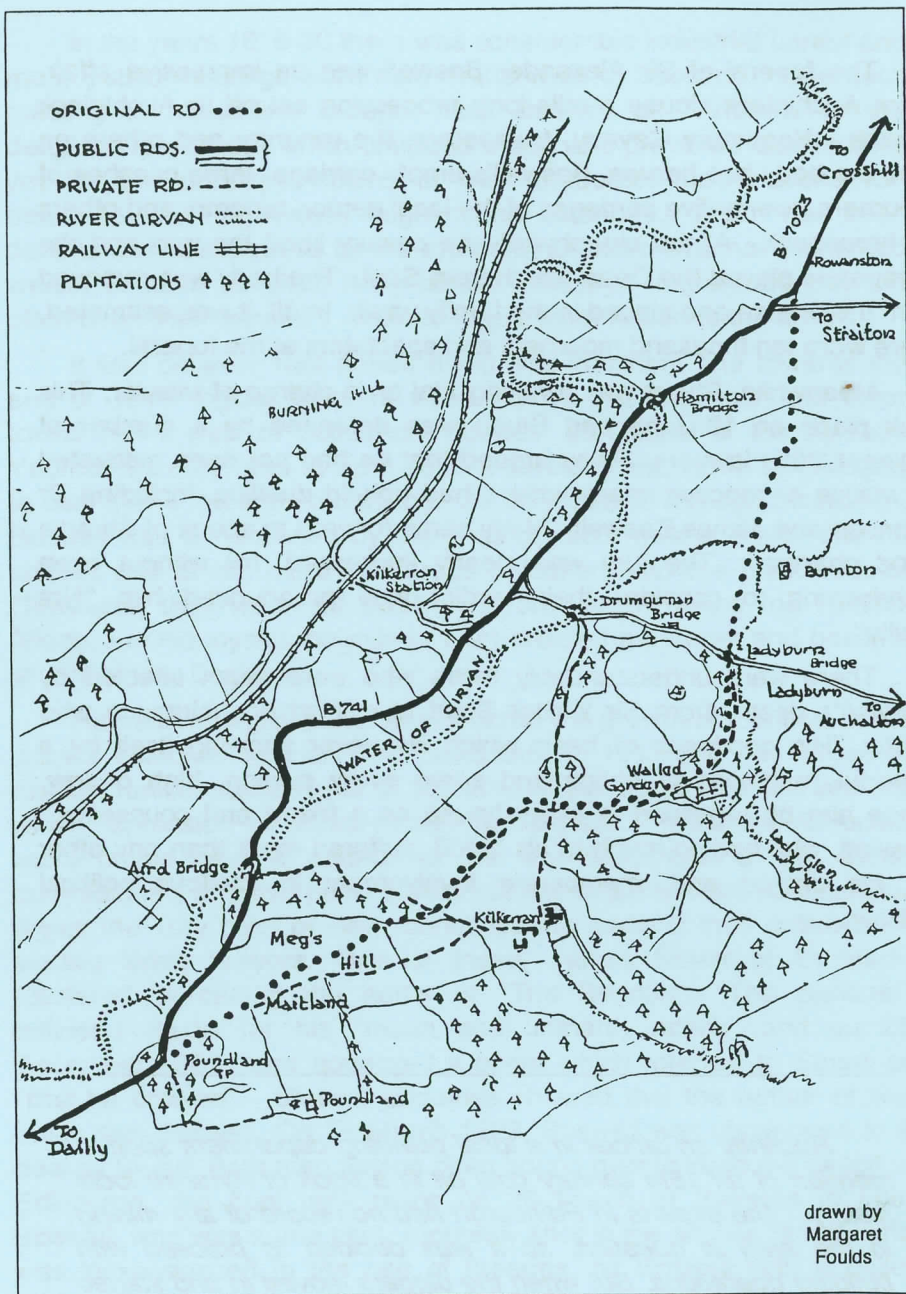 ORIGINAL RD
PUBLIC RDS.
PRIVATE RD.
RIVER GIRVAN
RAILWAY LINE
PLANTATIONS
TO
Crosshill
B 7023
Rowanston
TO
Straiton
BURNING HILL
Hamilton
Bridge
Kilkerran
Station
Burnton
Drumgirnan
Bridge
Ladyburn
Bridge
Ladyburn
TO
Auchalton
B741
WATER OF GIRVAN
Walled
Garden
Lady Glen
Aird Bridge
Kilkerran
Meg's
Hill
Maitland
Poundland
TP
Poundland
TO
Dailly
drawn by
Margaret
Foulds